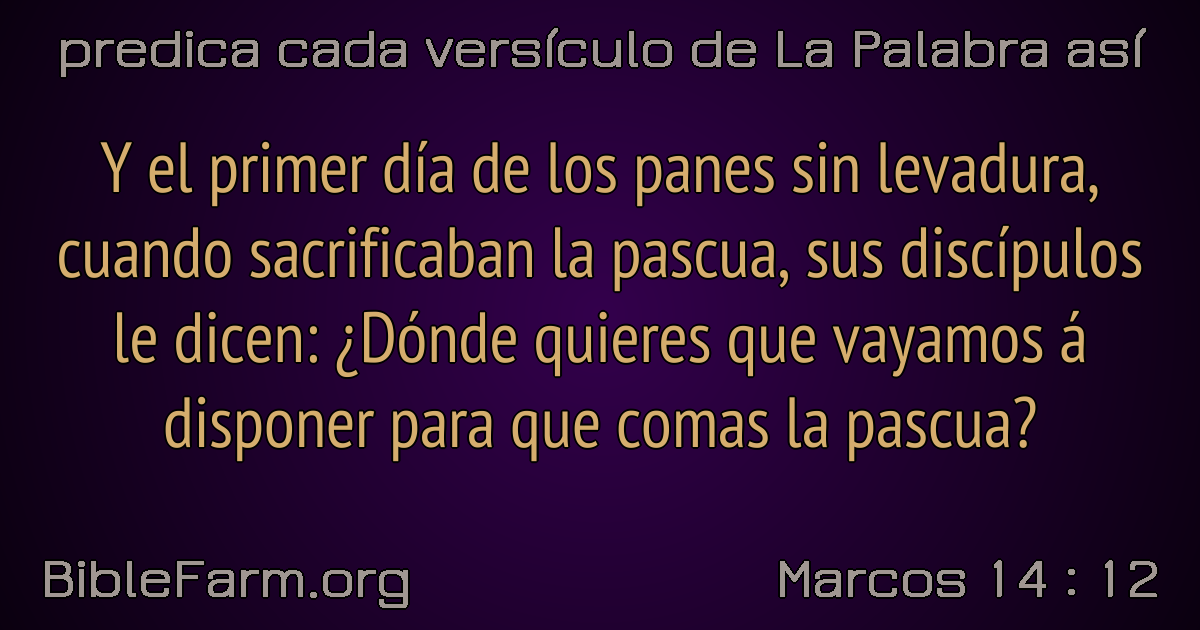 predica cada versículo de La Palabra así
Y el primer día de los panes sin levadura,
cuando sacrificaban la pascua, sus discípulos
le dicen: ¿Dónde quieres que vayamos á
disponer para que comas la pascua?
BibleFarm.org
Marcos 14 : 12